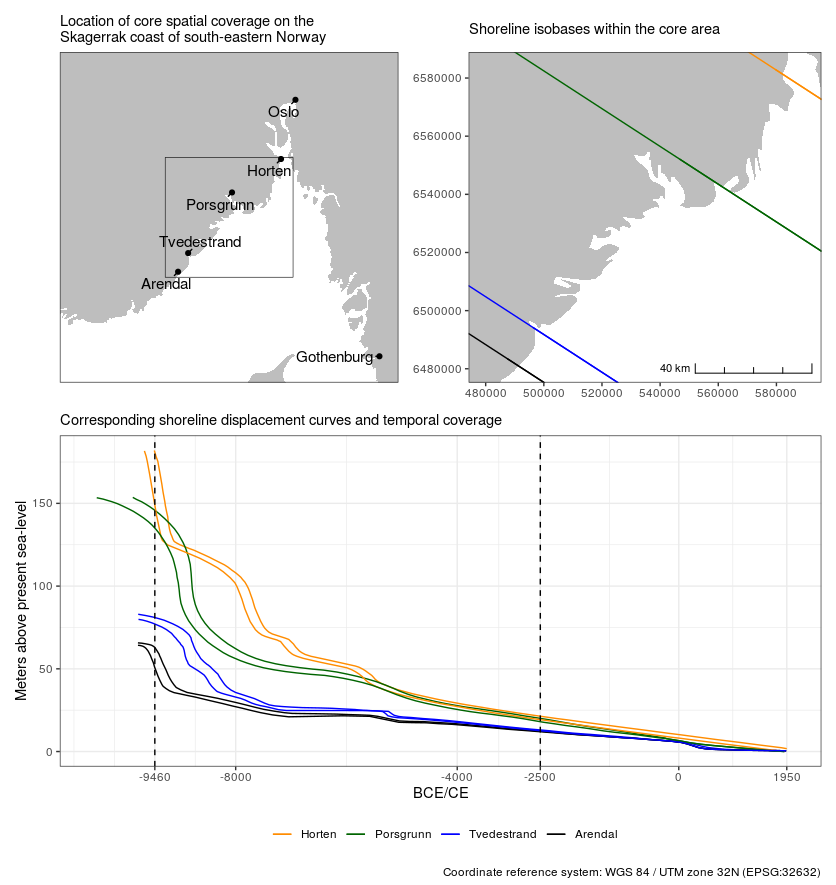 Location of core spatial coverage on the
Skagerrak coast of south-eastern Norway
Oslo
Horten
Porsgrunn
Tvedestrand
Arendal
Gothenburg
Shoreline isobases within the core area
6580000
6560000
6540000
6520000
6500000
6480000
40 km
480000 500000 520000 540000 560000 580000
Corresponding shoreline displacement curves and temporal coverage
Meters above present sea-level
150
100
50
0
-9460 -8000 -4000 -2500 0 1950
BCE/CE
Horten Porsgrunn Tvedestrand Arendal
Coordinate reference system: WGS 84 / UTM zone 32N (EPSG:32632)